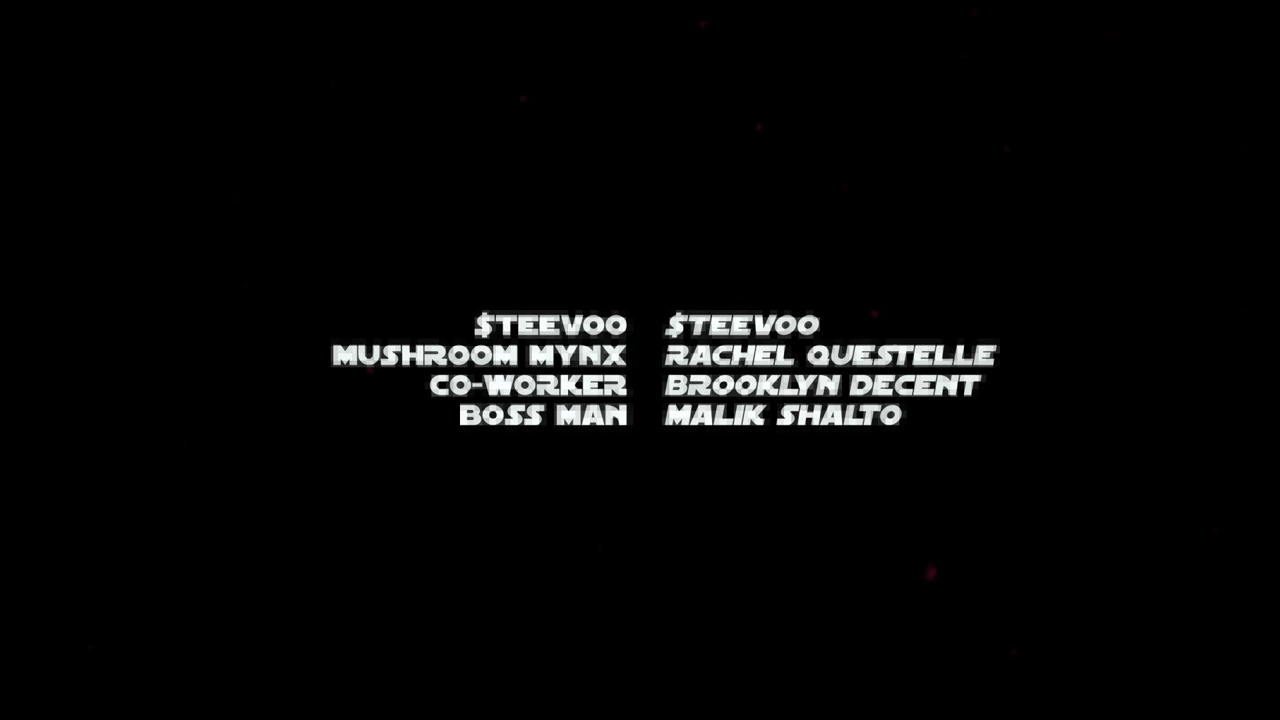 $TEEVOO $TEEVOO
MUSHROOM MYNX RACHEL QUESTELLE
CO-WORKER BROOKLYN DECENT
BOSS MAN MALIK SHALTO